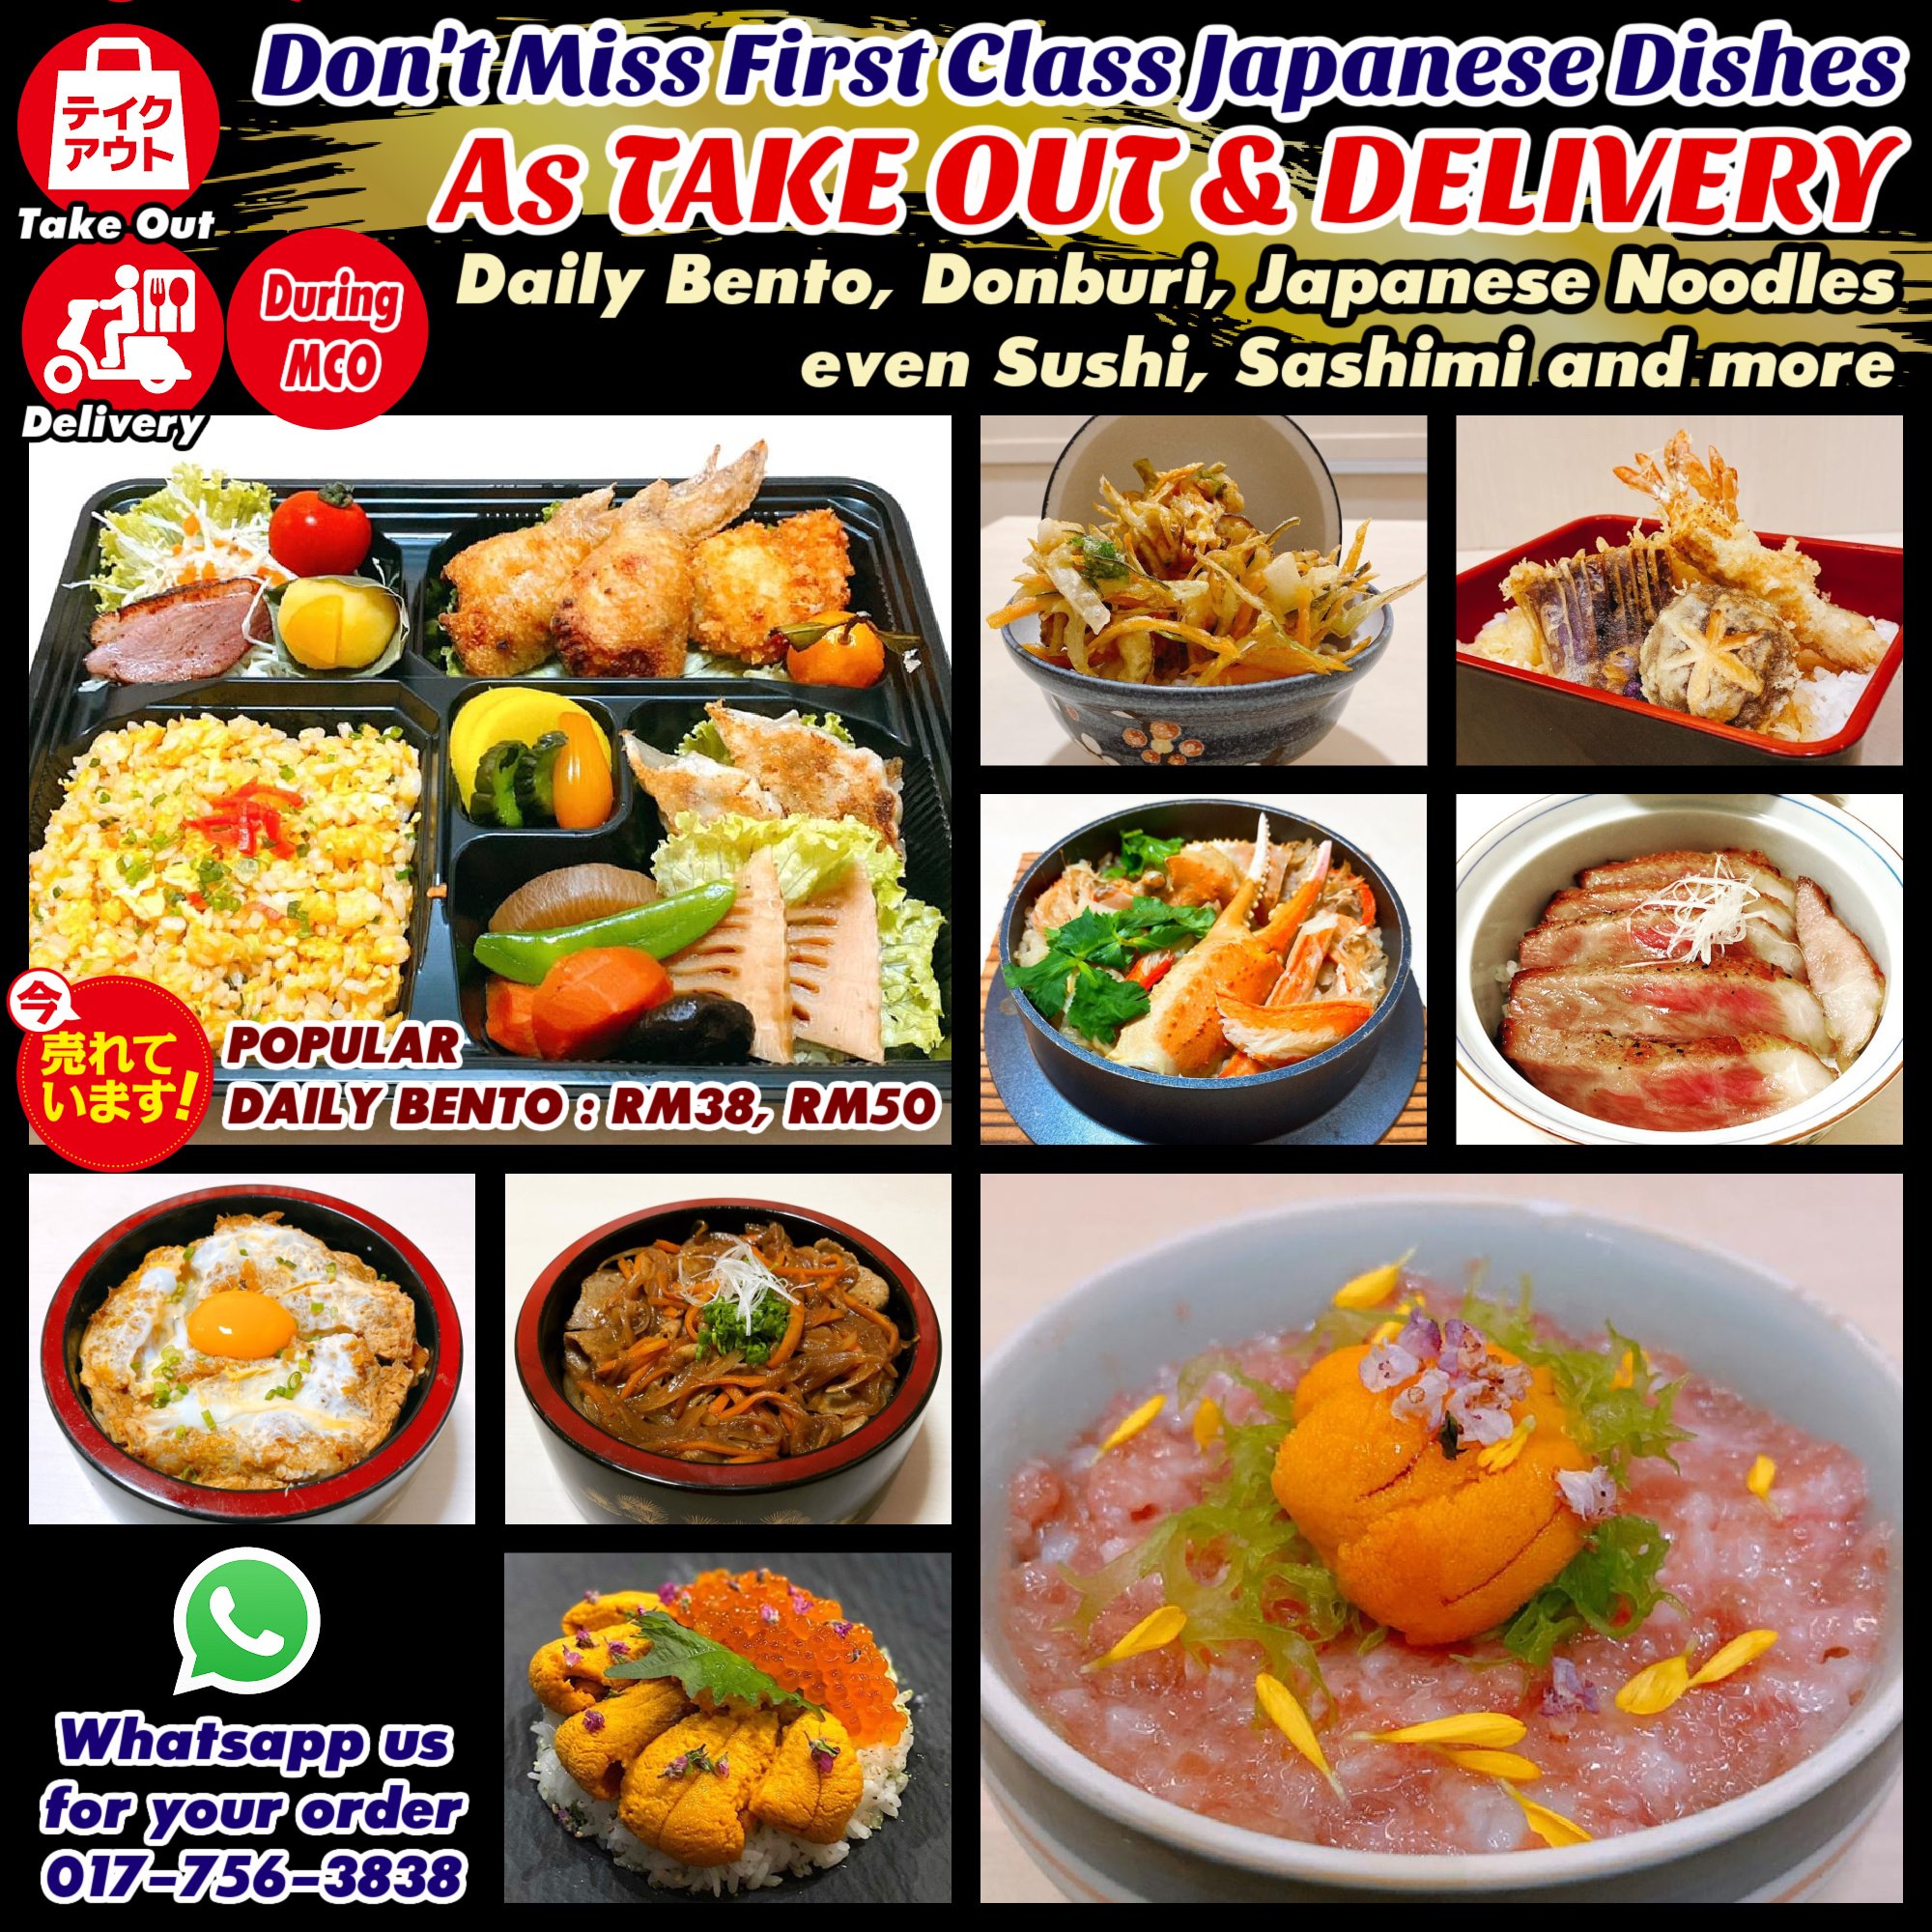 テイク
アウト
Take Out
Delivery
During
MCO
Don't Miss First Class Japanese Dishes
As TAKE OUT & DELIVERY
Daily Bento, Donburi, Japanese Noodles
even Sushi, Sashimi and more
今
売れて
います!
POPULAR
DAILY BENTO : RM38, RM50
Whatsapp us
for your order
017-756-3838